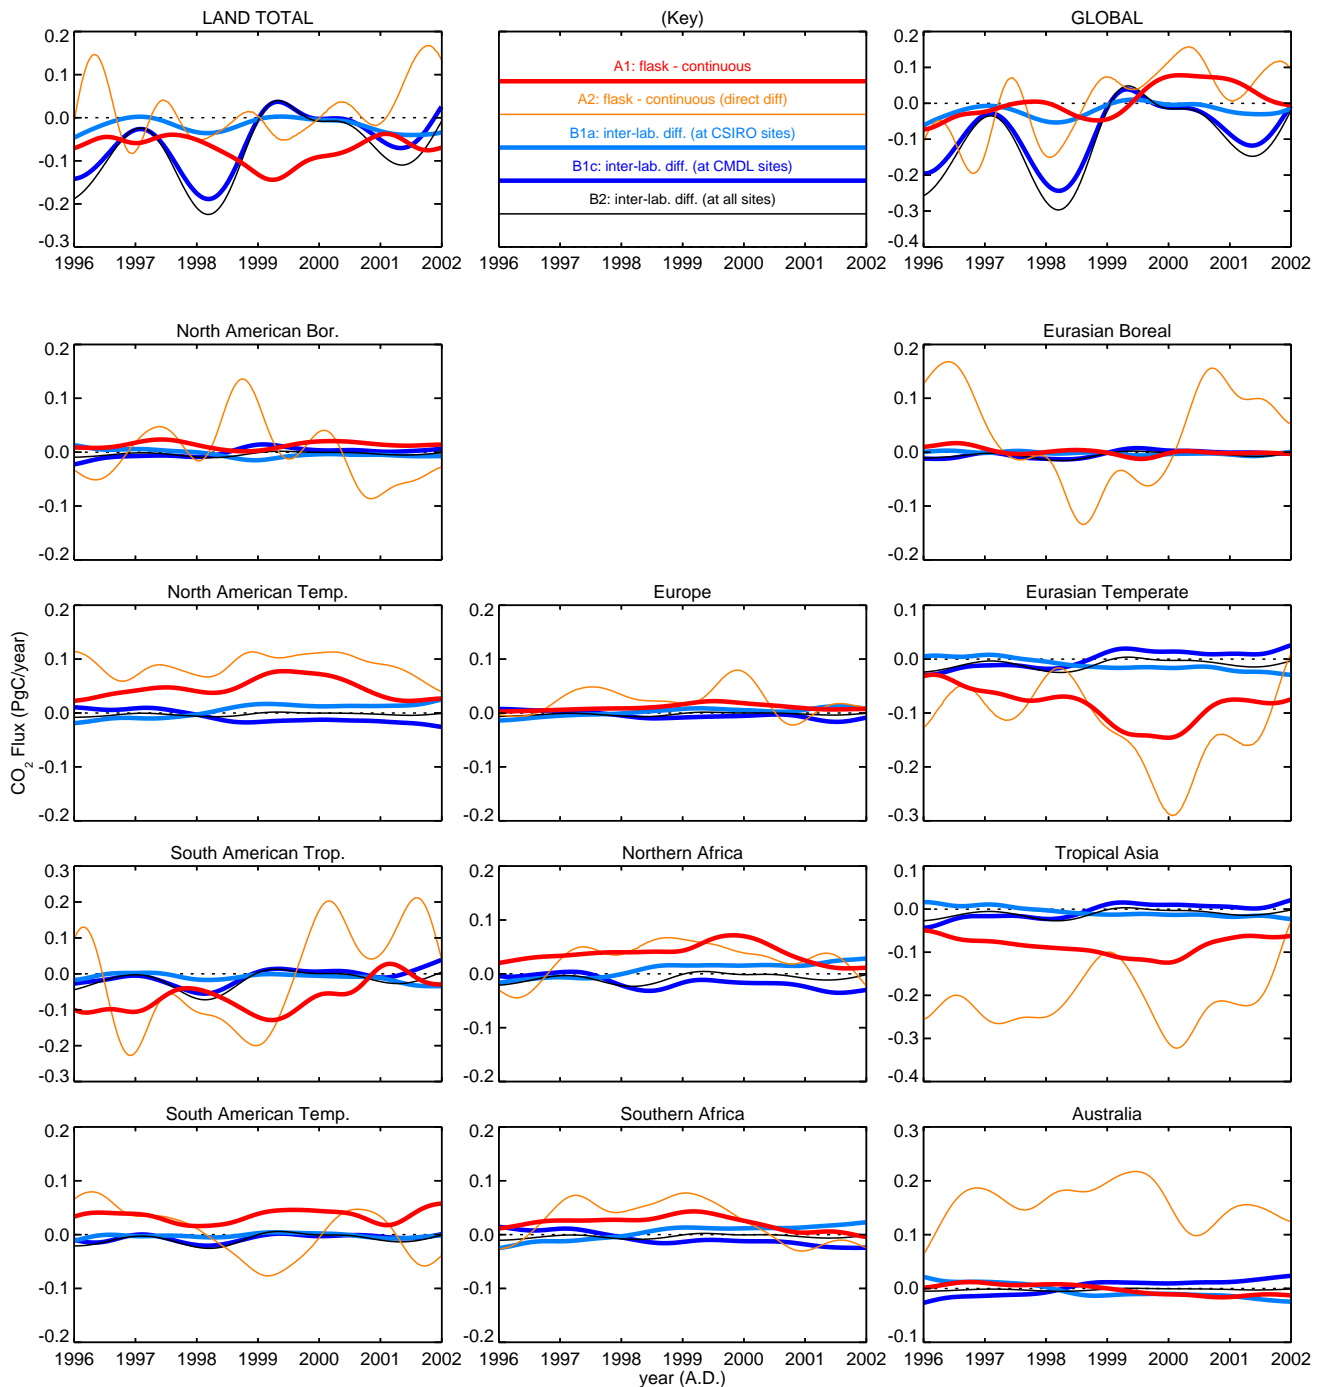 LAND TOTAL (Key) GLOBAL
0.2 0.2
0.1 A1: flask - continuous 0.1
0.0 A2: flask - continuous (direct diff) 0.0
B1a: inter-lab. diff. (at CSIRO sites) -0.1
-0.1 B1c: inter-lab. diff. (at CMDL sites) -0.2
-0.2 B2: inter-lab. diff. (at all sites) -0.3
-0.3 -0.4
1996 1997 1998 1999 2000 2001 2002 1996 1997 1998 1999 2000 2001 2002 1996 1997 1998 1999 2000 2001 2002
North American Bor. Eurasian Boreal
0.2 0.2
0.1 0.1
0.0 0.0
-0.1 -0.1
-0.2 -0.2
North American Temp. Europe Eurasian Temperate
0.2 0.2 0.1
0.1 0.1 0.0
0.0 0.0 -0.1
-0.1 -0.1 -0.2
-0.2 -0.2 -0.3
CO2 Flux (PgC/year)
South American Trop. Northern Africa Tropical Asia
0.3 0.2 0.1
0.2 0.1 0.0
0.1 0.0 -0.1
0.0 -0.1 -0.2
-0.1 -0.2 -0.3
-0.2 -0.4
-0.3
South American Temp. Southern Africa Australia
0.2 0.2 0.3
0.1 0.1 0.2
0.0 0.0 0.1
-0.1 -0.1 0.0
-0.2 -0.2 -0.1
1996 1997 1998 1999 2000 2001 2002 1996 1997 1998 1999 2000 2001 2002 1996 1997 1998 1999 2000 2001 2002
year (A.D.)